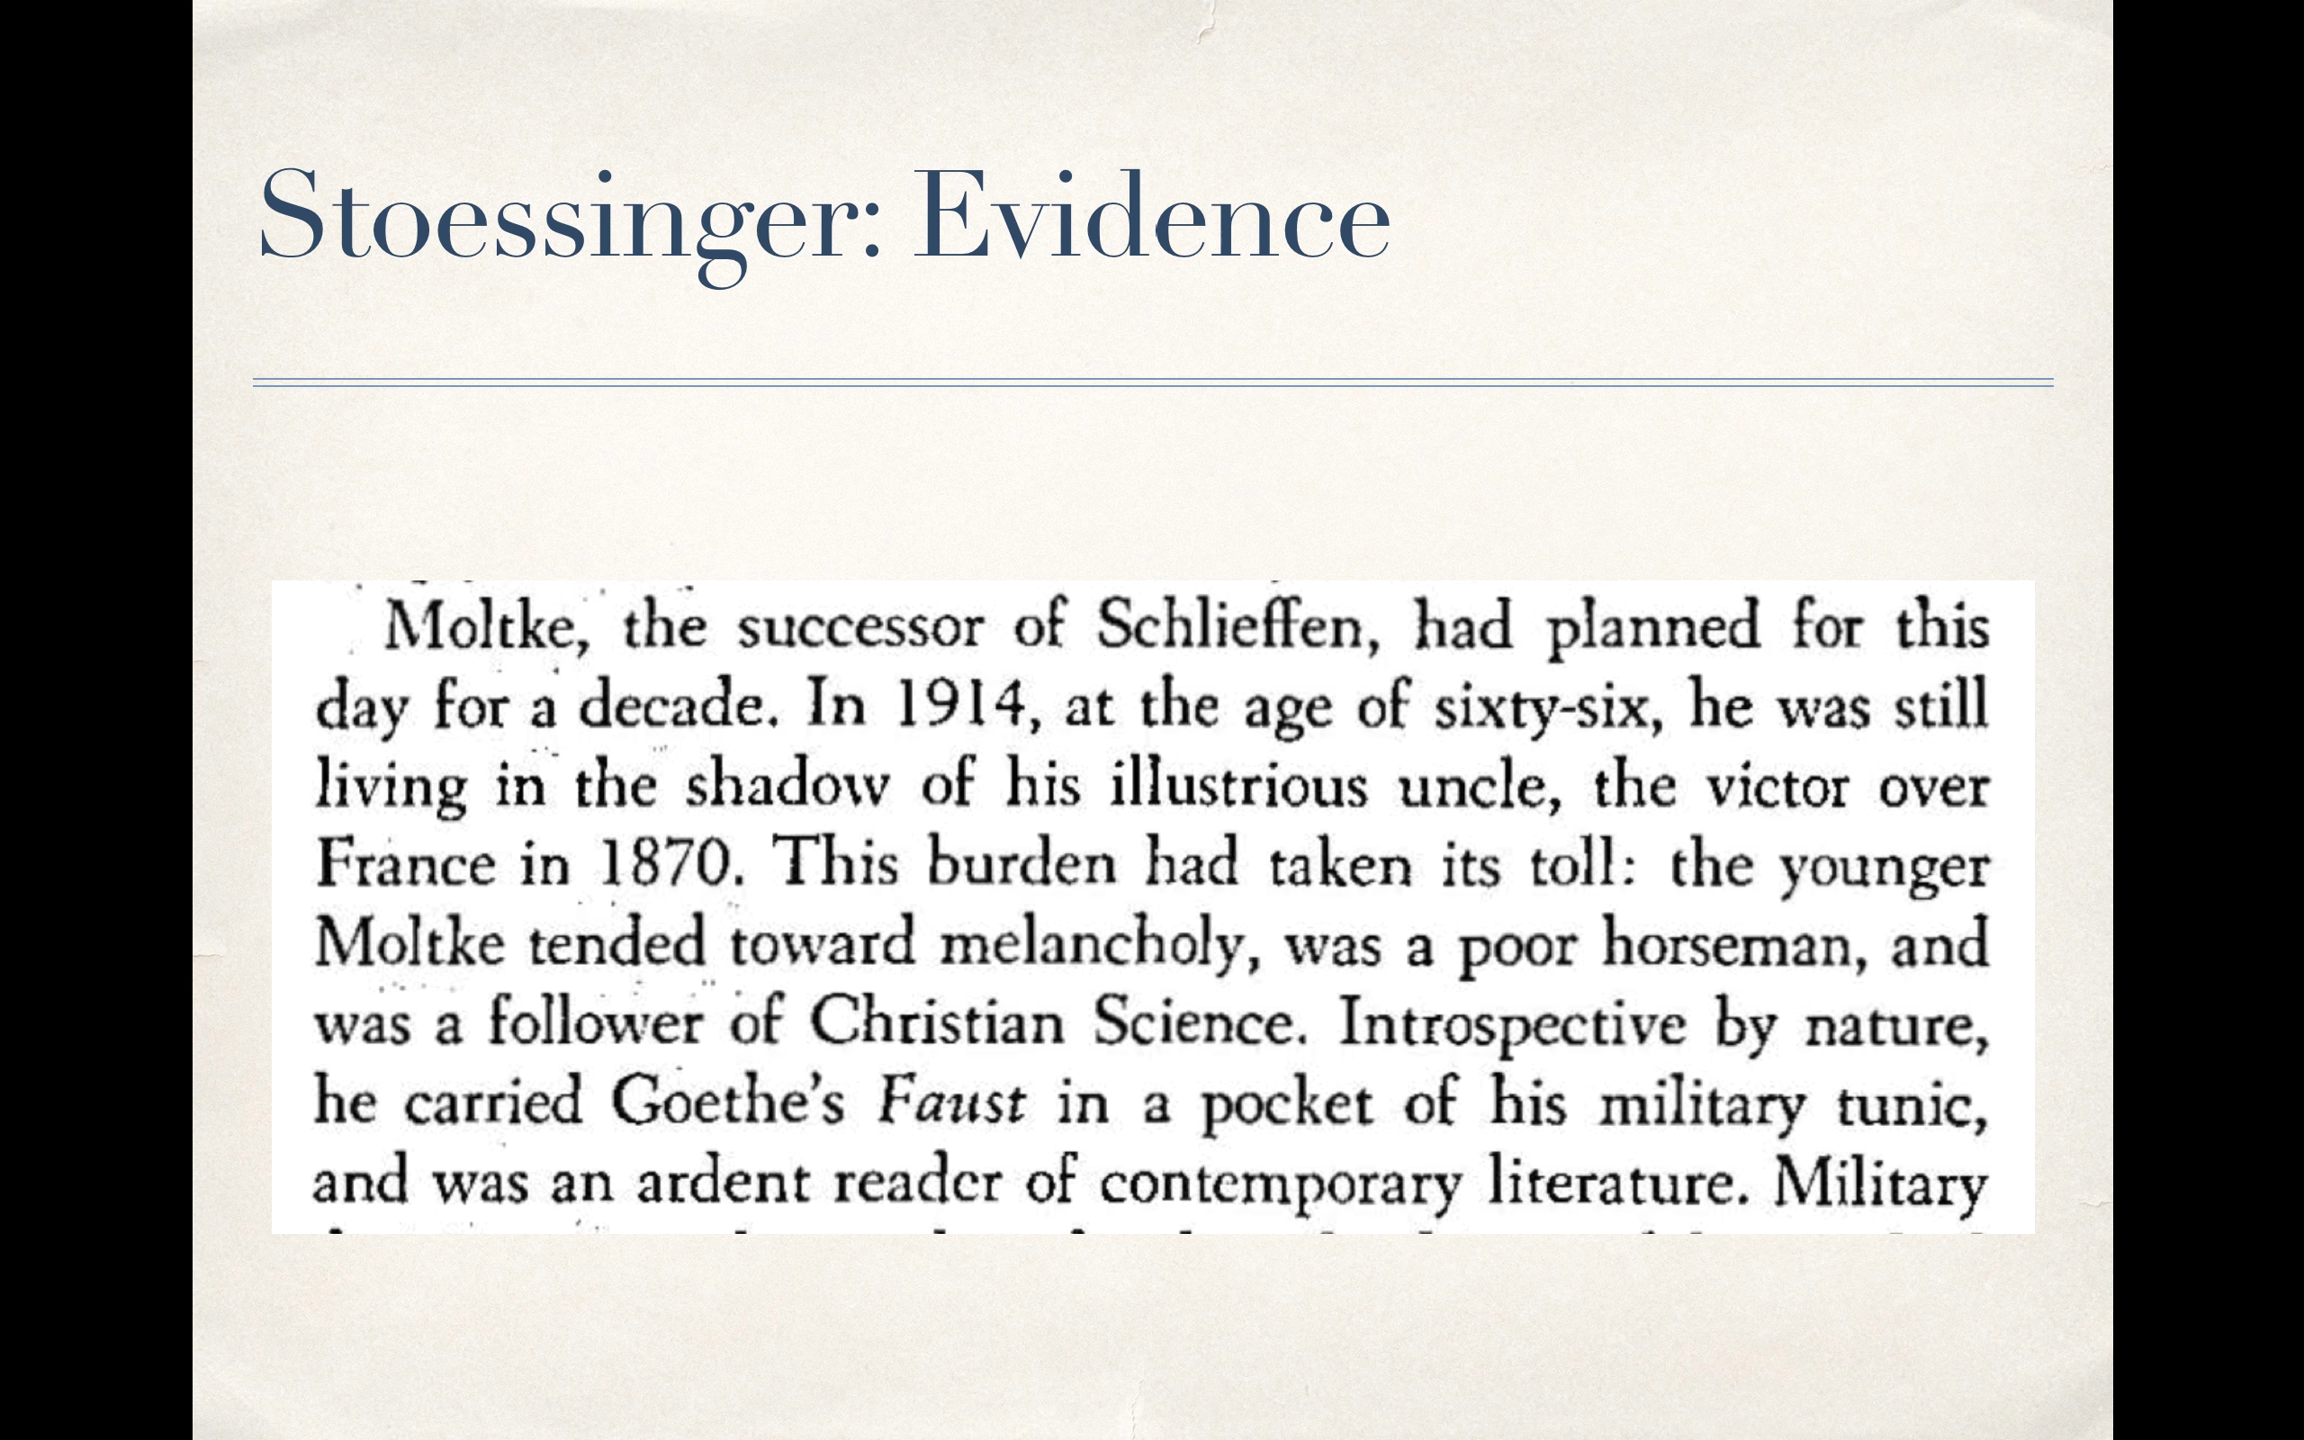 Stoessinger: Evidence
Moltke, the successor of Schlieffen, had planned for this
day for a decade. In 1914, at the age of sixty-six, he was still
living in the shadow of his illustrious uncle, the victor over
France in 1870. This burden had taken its toll: the younger
Moltke tended toward melancholy, was a poor horseman, and
was a follower of Christian Science. Introspective by nature,
he carried Goethe’s Faust in a pocket of his military tunic,
and was an ardent reader of contemporary literature. Military